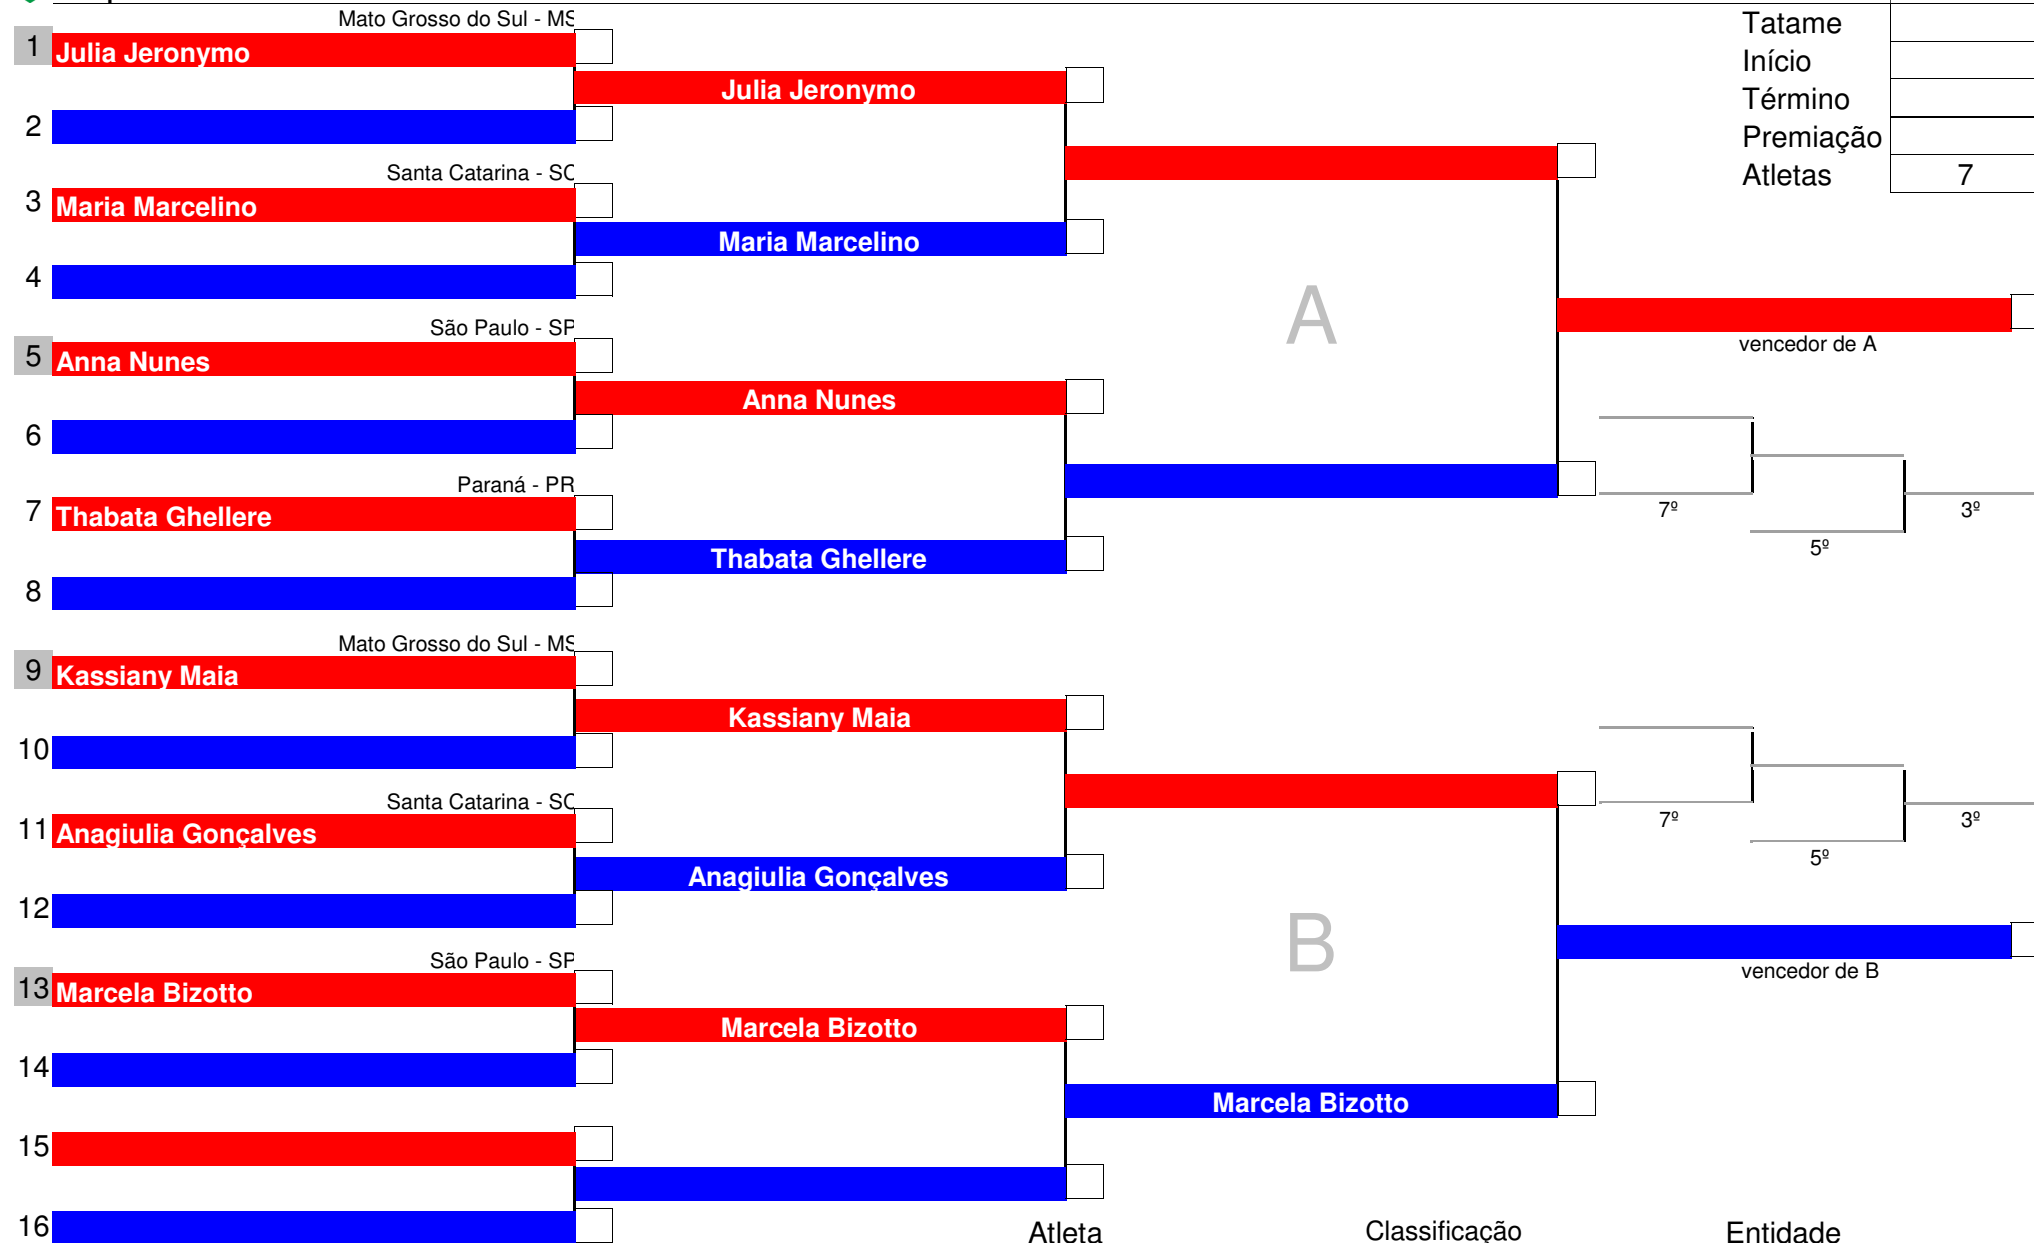 Mato Grosso do Sul - MS
1 Julia Jeronymo
Julia Jeronymo
2
Santa Catarina - SC
3 Maria Marcelino
Maria Marcelino
4
São Paulo - SP
5 Anna Nunes
Anna Nunes
6
Paraná - PR
7 Thabata Ghellere
Thabata Ghellere
8
Mato Grosso do Sul - MS
9 Kassiany Maia
Kassiany Maia
10
Santa Catarina - SC
11 Anagiulia Gonçalves
Anagiulia Gonçalves
12
São Paulo - SP
13 Marcela Bizotto
Marcela Bizotto
14
Marcela Bizotto
15
16
A
B
Tatame
Início
Término
Premiação
Atletas 7
vencedor de A
7º
3º
5º
7º
3º
5º
vencedor de B
Atleta Classificação Entidade